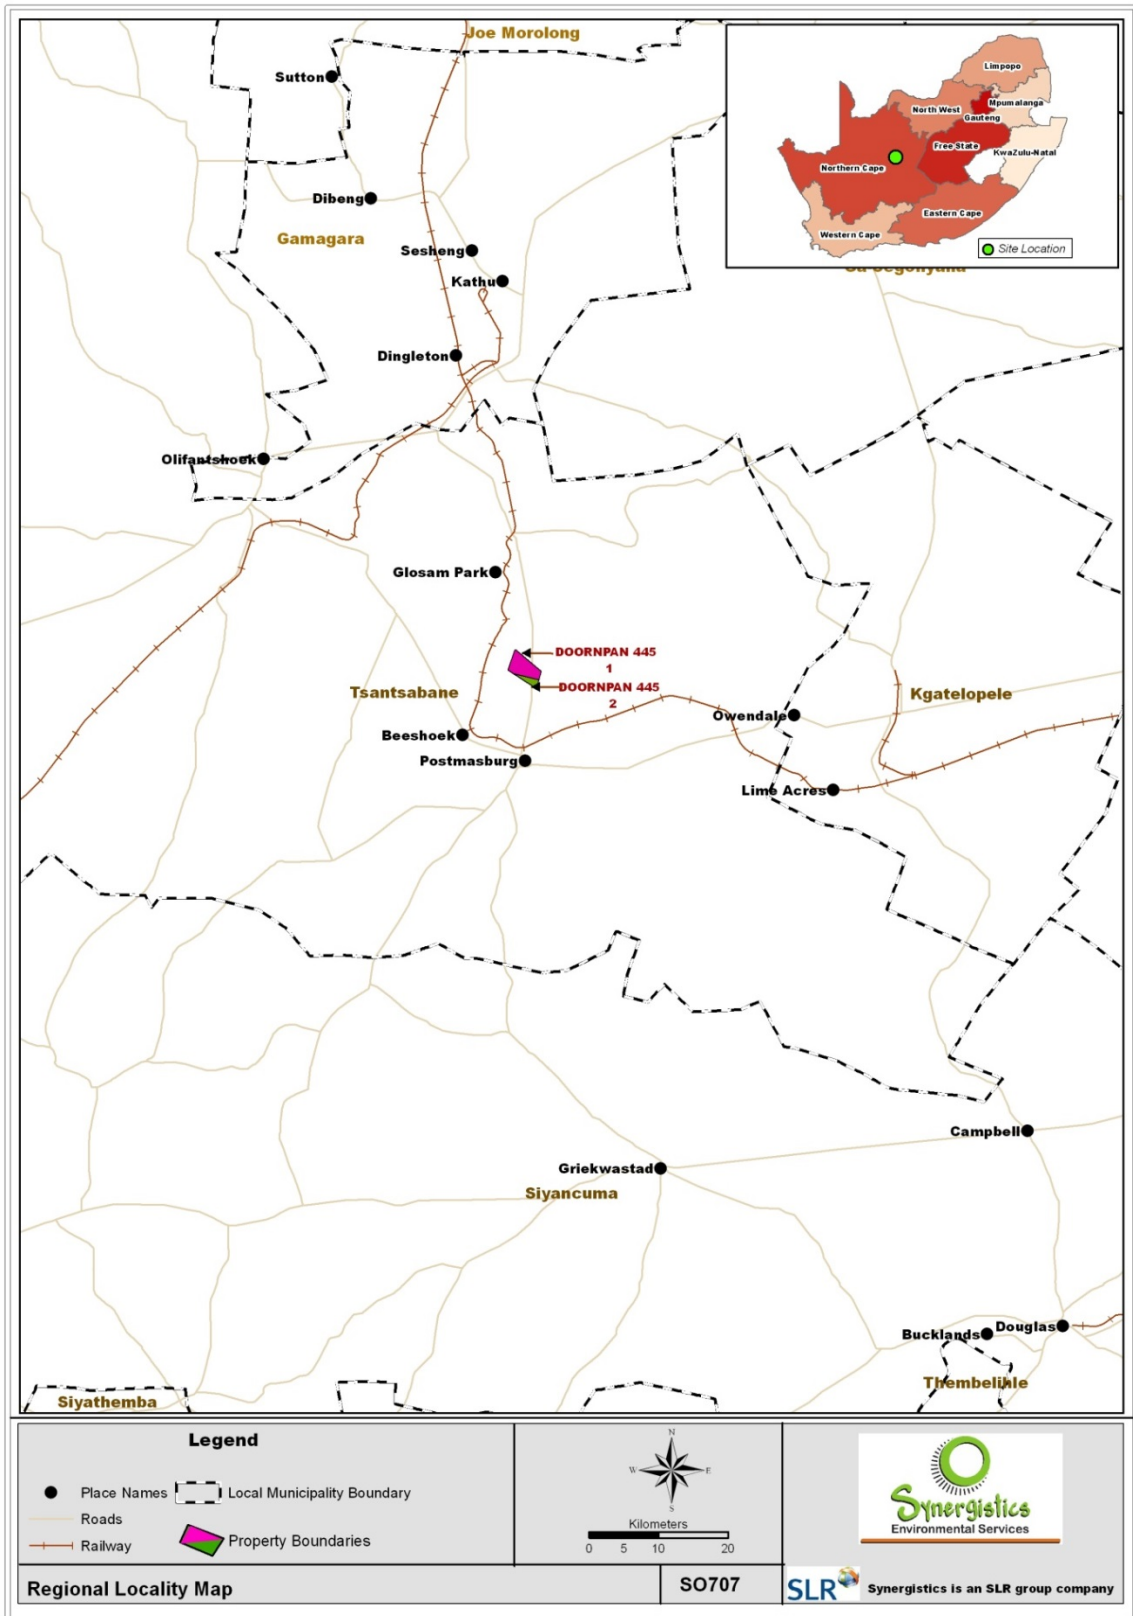 Joe Morolong
Sutton
Limpopo
North West
Mpumalanga
Gauteng
Free State
KwaZulu-Natal
Northern Cape
Eastern Cape
Western Cape
Site Location
Dibeng
Gamagara
Sesheng
Kathu
Dingleton
Olifantshoek
Glosam Park
DOORNPAN 445
1
DOORNPAN 445
2
Tsantsabane
Kgatelopele
Owendale
Beeshoek
Postmasburg
Lime Acres
Campbell
Griekwastad
Siyancuma
Douglas
Bucklands
Thembelihle
Siyathemba
Legend
Place Names
Local Municipality Boundary
Roads
Railway
Property Boundaries
N
W
E
S
Kilometers
0 5 10 20
Synergistics
Environmental Services
Regional Locality Map
SO707
SLR
Synergistics is an SLR group company